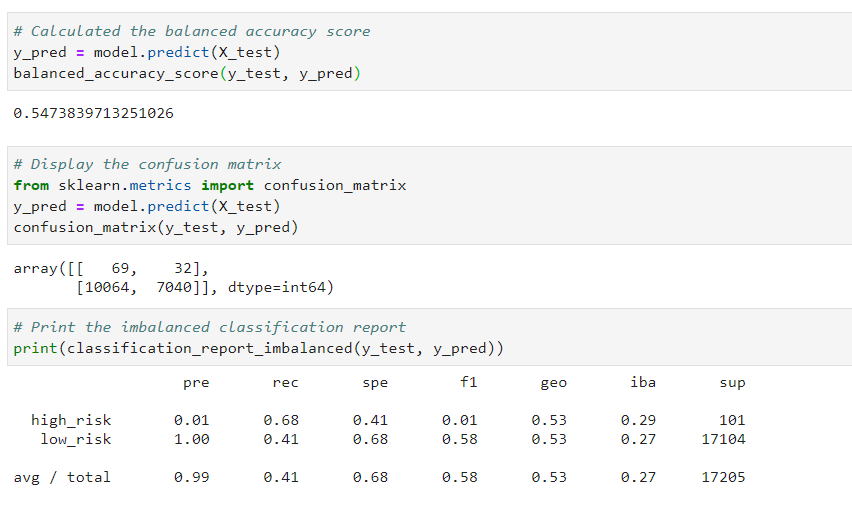 # Calculated the balanced accuracy score
y_pred = model.predict(X_test)
balanced_accuracy_score(y_test, y_pred)
0.5473839713251026
# Display the confusion matrix
from sklearn.metrics import confusion_matrix
y_pred = model.predict(X_test)
confusion_matrix(y_test, y_pred)
array([[   69,    32],
       [10064,  7040]], dtype=int64)
# Print the imbalanced classification report
print(classification_report_imbalanced(y_test, y_pred))
                   pre       rec       spe        f1       geo       iba       sup
  high_risk       0.01      0.68      0.41      0.01      0.53      0.29       101
   low_risk       1.00      0.41      0.68      0.58      0.53      0.27     17104
avg / total       0.99      0.41      0.68      0.58      0.53      0.27     17205